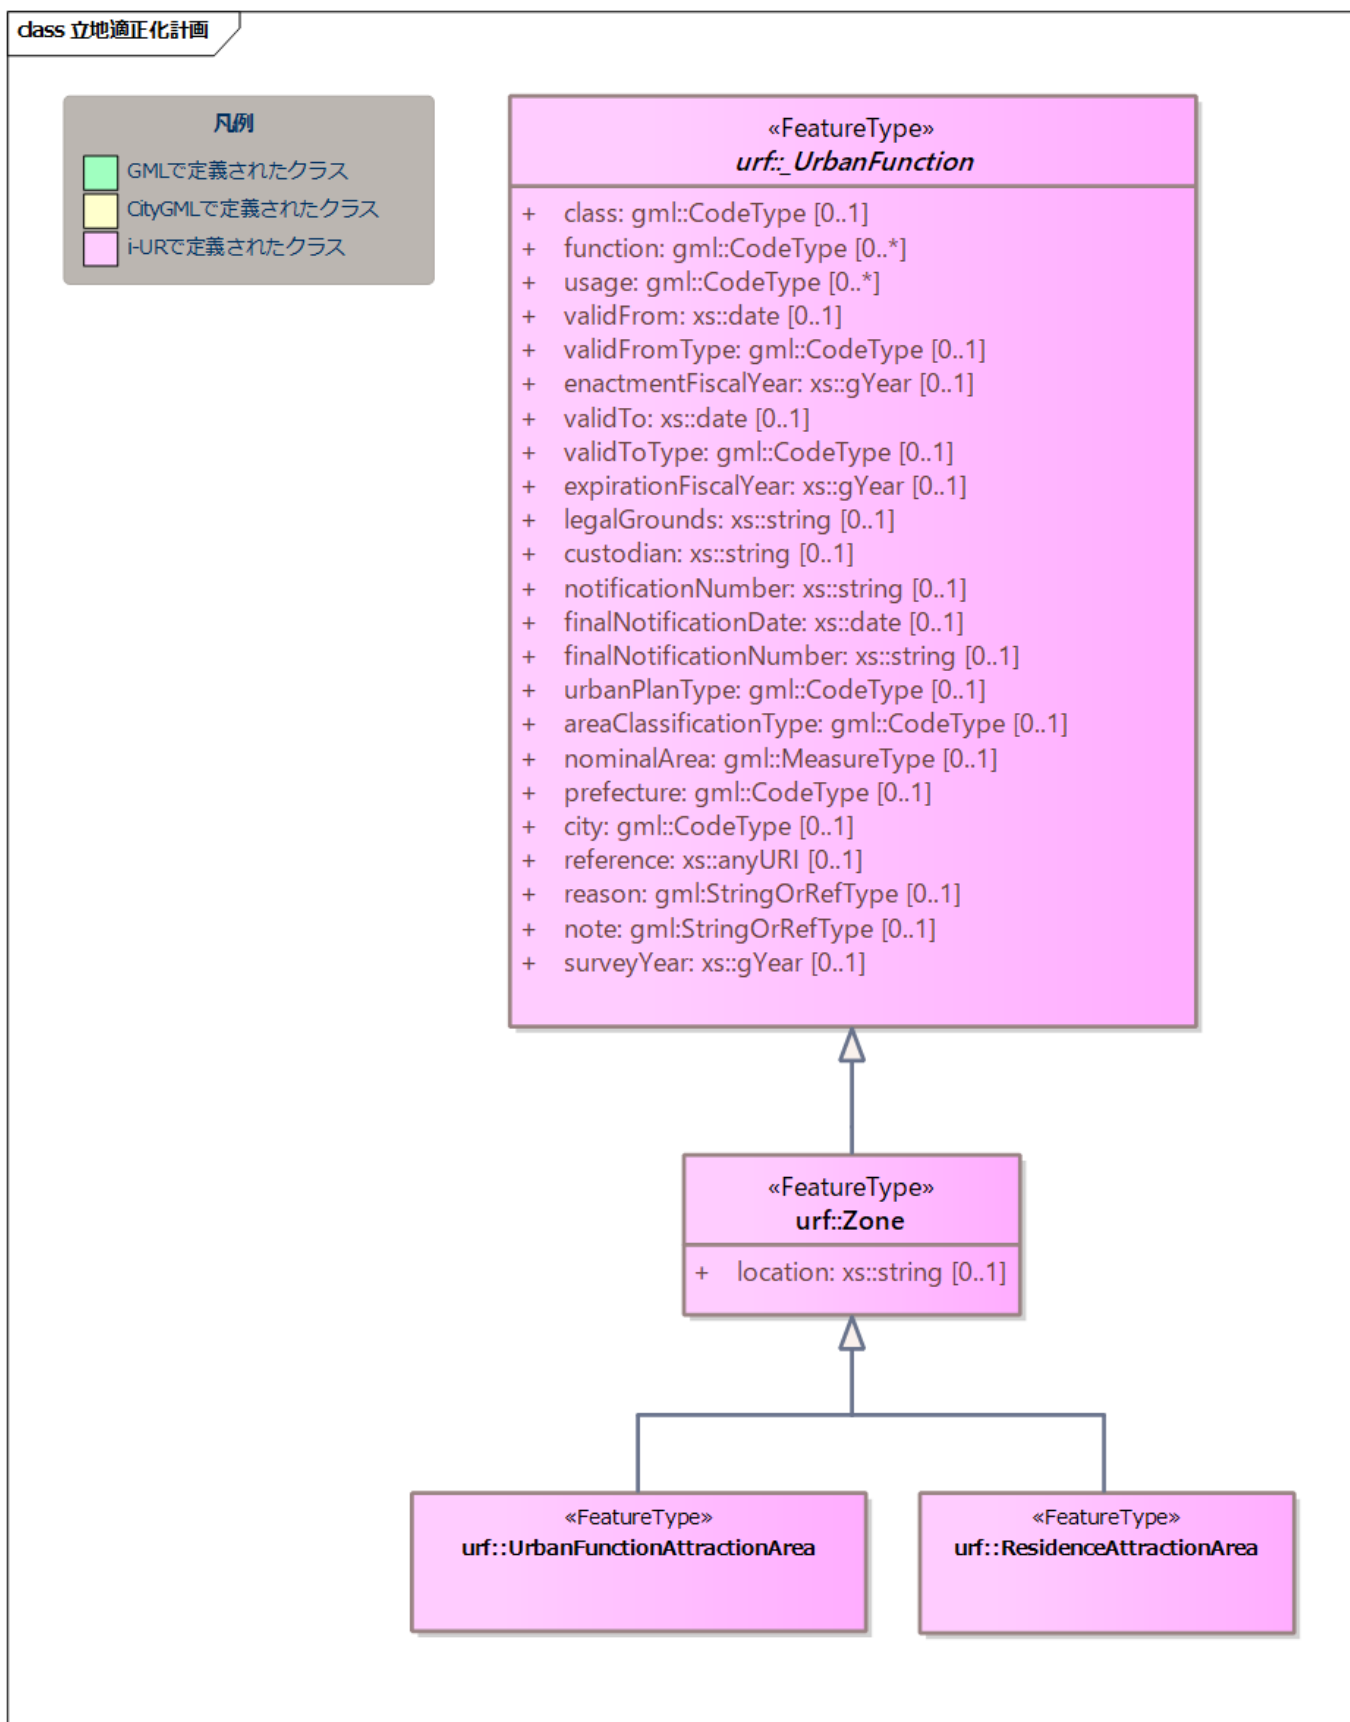 class 立地適正化計画
凡例
GMLで定義されたクラス
CityGMLで定義されたクラス
i-URで定義されたクラス
«FeatureType»
urf::_UrbanFunction
+ class: gml::CodeType [0..1]
+ function: gml::CodeType [0..*]
+ usage: gml::CodeType [0..*]
+ validFrom: xs::date [0..1]
+ validFromType: gml::CodeType [0..1]
+ enactmentFiscalYear: xs::gYear [0..1]
+ validTo: xs::date [0..1]
+ validToType: gml::CodeType [0..1]
+ expirationFiscalYear: xs::gYear [0..1]
+ legalGrounds: xs::string [0..1]
+ custodian: xs::string [0..1]
+ notificationNumber: xs::string [0..1]
+ finalNotificationDate: xs::date [0..1]
+ finalNotificationNumber: xs::string [0..1]
+ urbanPlanType: gml::CodeType [0..1]
+ areaClassificationType: gml::CodeType [0..1]
+ nominalArea: gml::MeasureType [0..1]
+ prefecture: gml::CodeType [0..1]
+ city: gml::CodeType [0..1]
+ reference: xs::anyURI [0..1]
+ reason: gml:StringOrRefType [0..1]
+ note: gml:StringOrRefType [0..1]
+ surveyYear: xs::gYear [0..1]
«FeatureType»
urf::Zone
+ location: xs::string [0..1]
«FeatureType»
urf::UrbanFunctionAttractionArea
«FeatureType»
urf::ResidenceAttractionArea